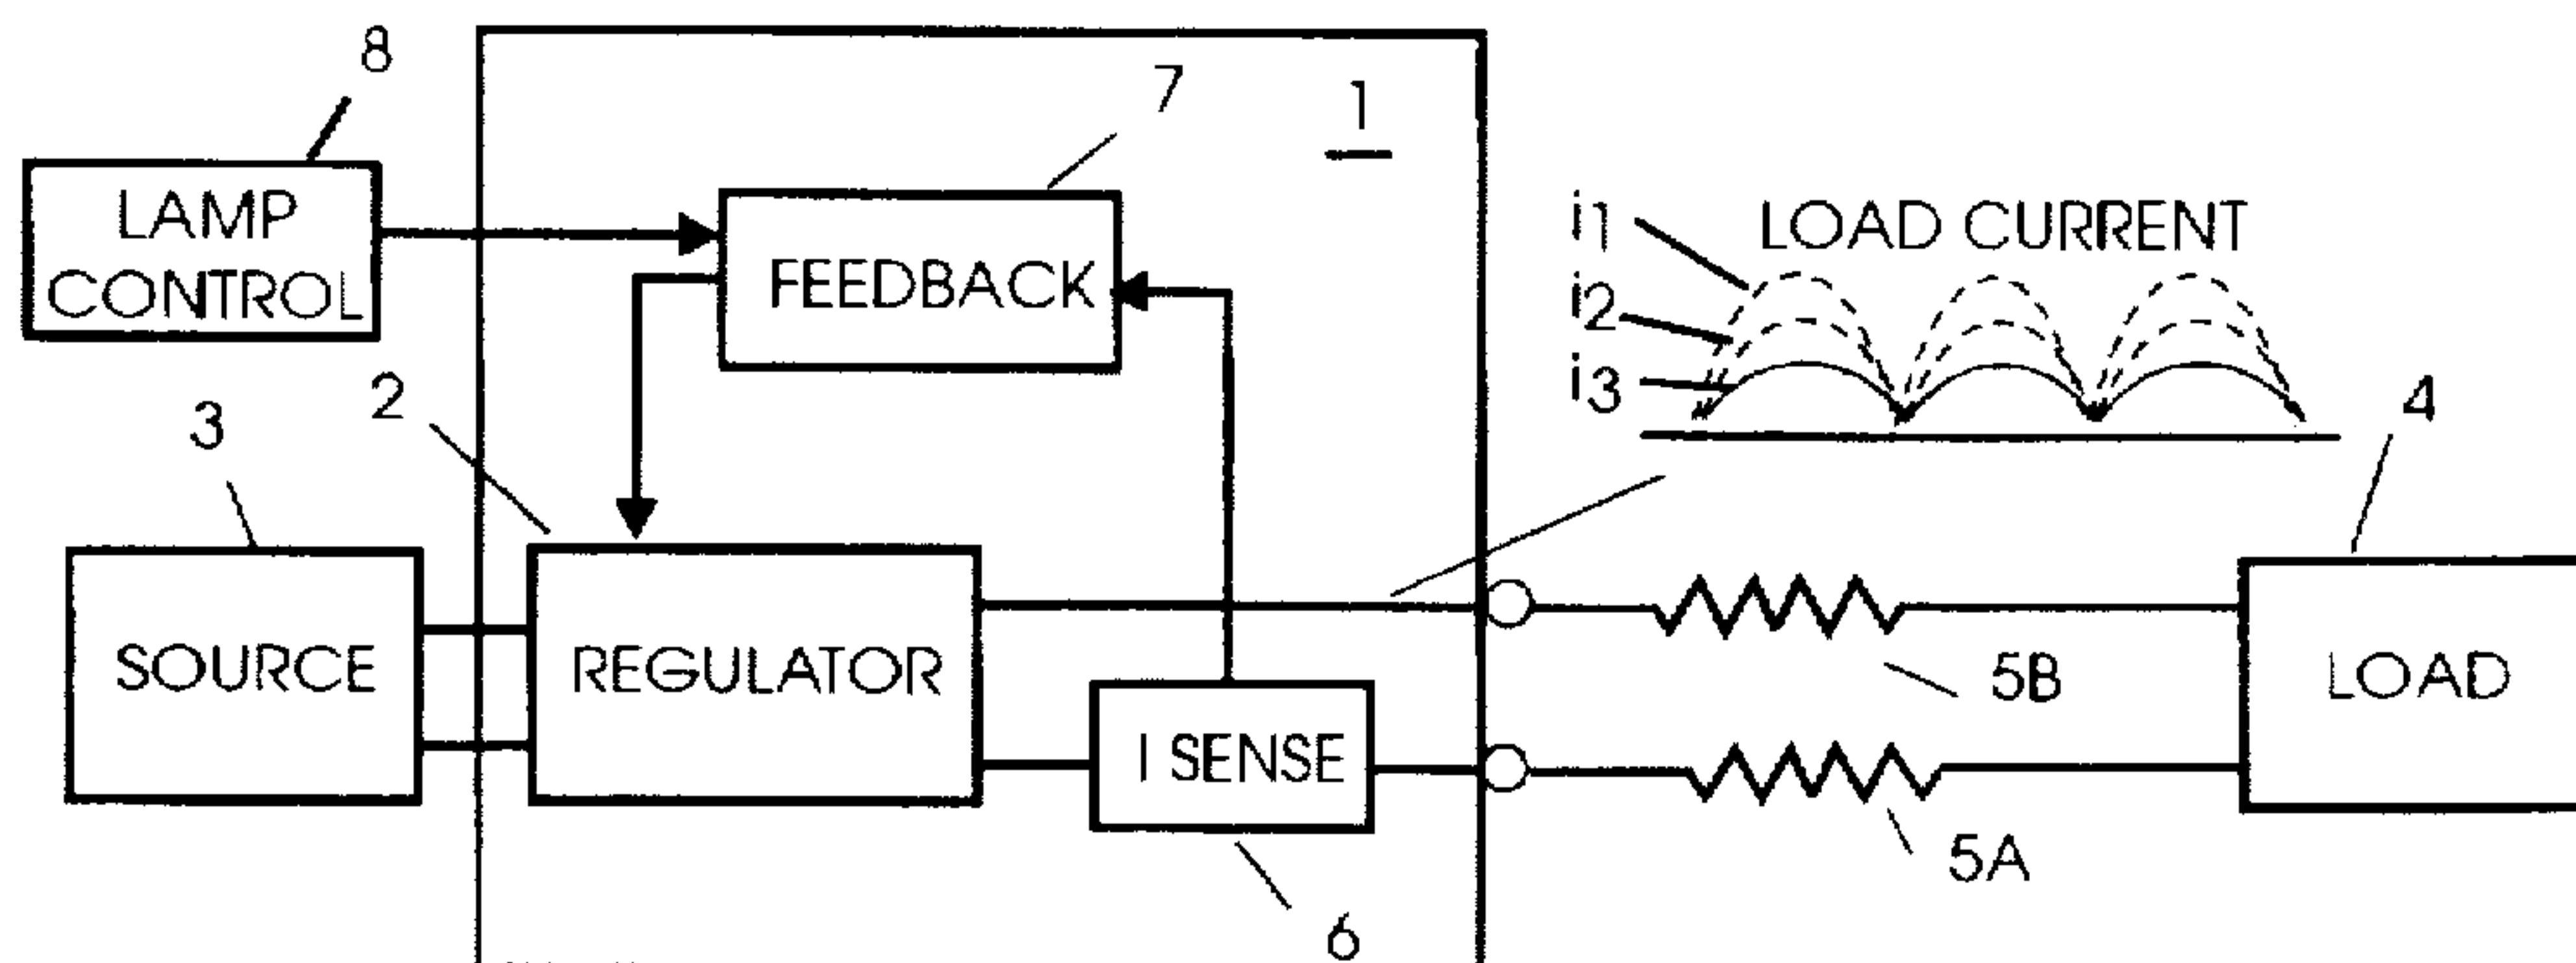 8
7
1
LAMP
CONTROL
FEEDBACK
i1
LOAD CURRENT
i2
i3
2
3
4
SOURCE
REGULATOR
I SENSE
5B
LOAD
5A
6